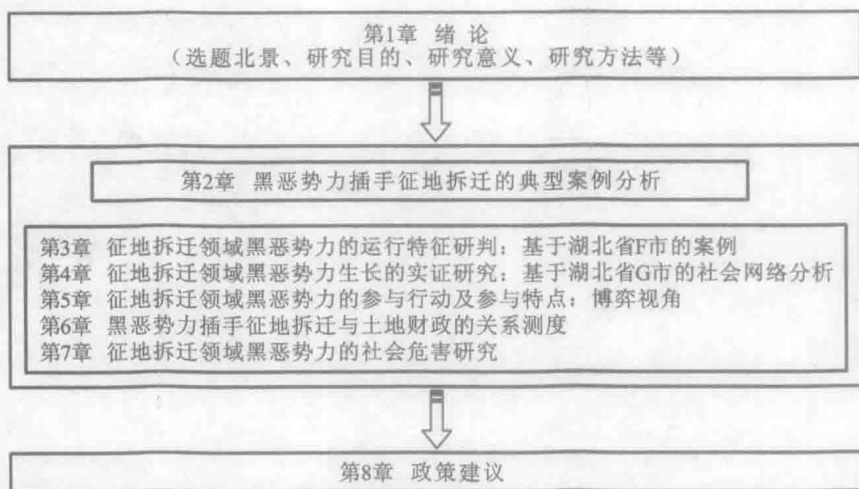 第1章 绪 论
（选题北景、研究目的、研究意义、研究方法等）
第2章 黑恶势力插手征地拆迁的典型案例分析
第3章 征地拆迁领域黑恶势力的运行特征研判：基于湖北省F市的案例
第4章 征地拆迁领域黑恶势力生长的实证研究：基于湖北省G市的社会网络分析
第5章 征地拆迁领域黑恶势力的参与行动及参与特点：博弈视角
第6章 黑恶势力插手征地拆迁与土地财政的关系测度
第7章 征地拆迁领域黑恶势力的社会危害研究
第8章 政策建议